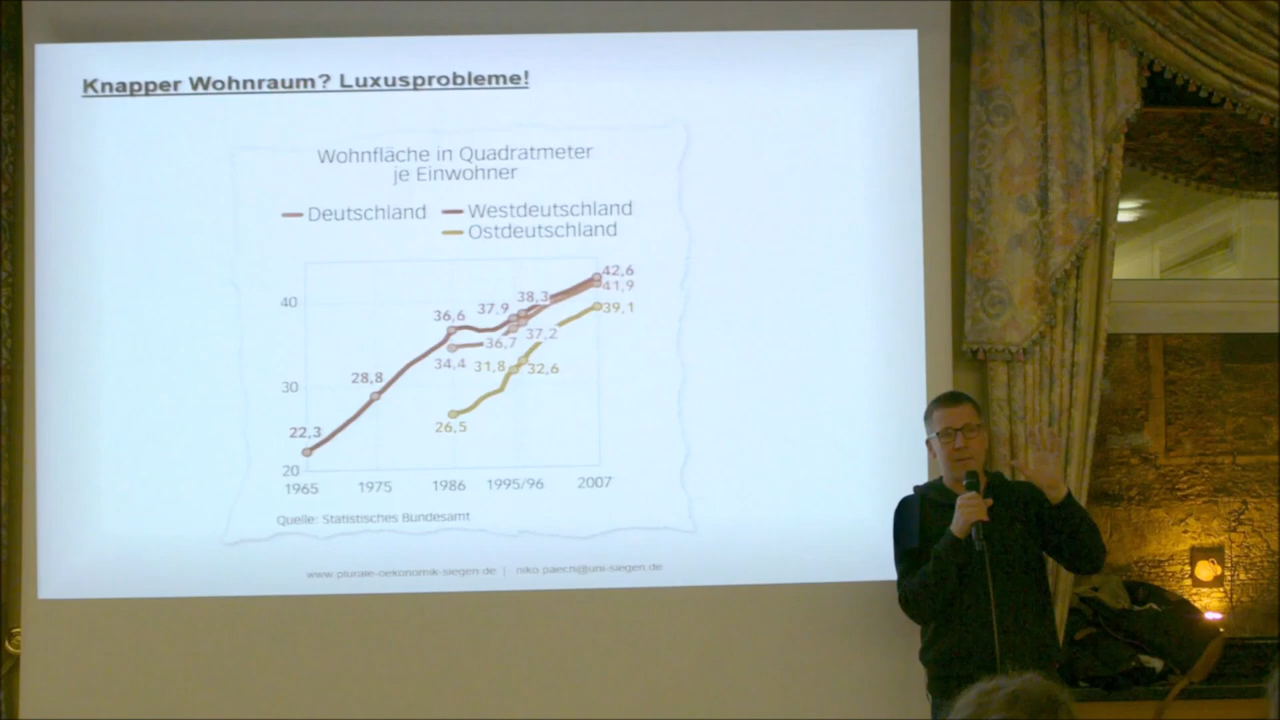 Knapper Wohnraum? Luxusprobleme!
Wohnfläche in Quadratmeter
je Einwohner
Deutschland
Westdeutschland
Ostdeutschland
42,6
41,9
40
38,3
37,9
36,6
39,1
37,2
36,7
34,4
31,8
32,6
30
28,8
26,5
22,3
20
1965 1975 1986 1995/96 2007
Quelle: Statistisches Bundesamt
www.plurale-oekonomik-siegen.de | niko.paech@uni-siegen.de